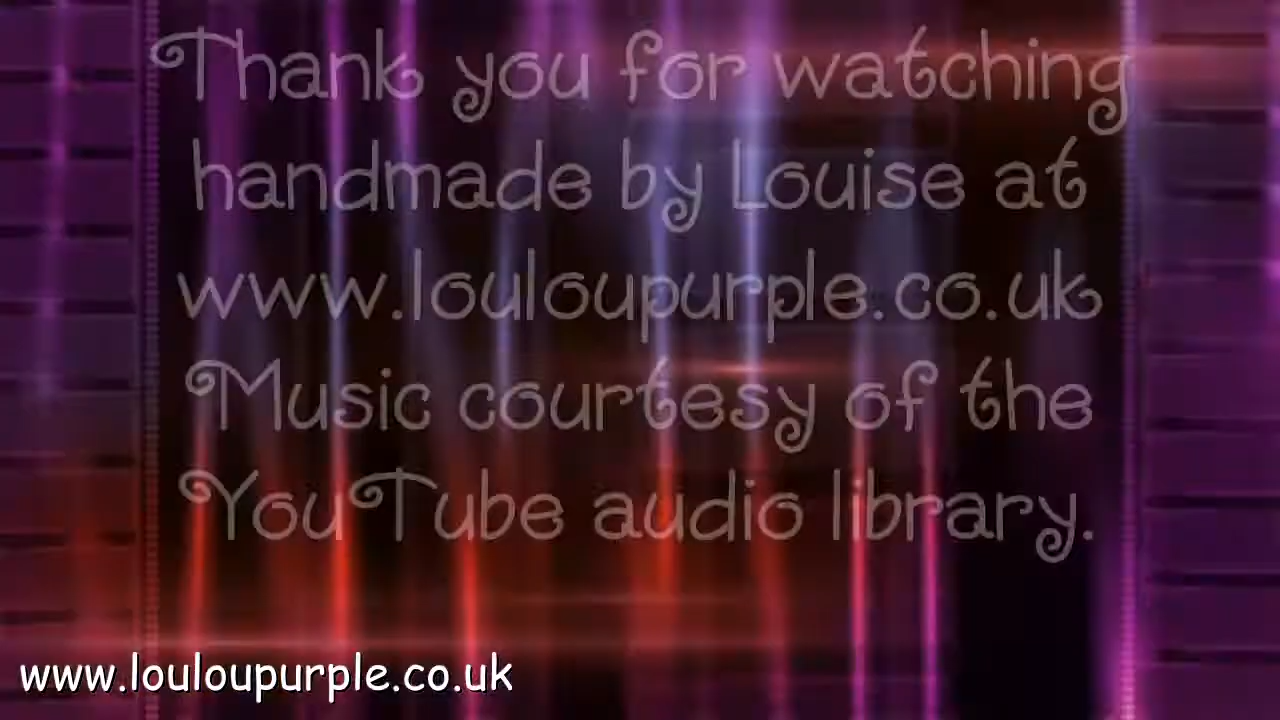 Thank you for watching
handmade by Louise at
www.louloupurple.co.uk
Music courtesy of the
YouTube audio library.
www.louloupurple.co.uk